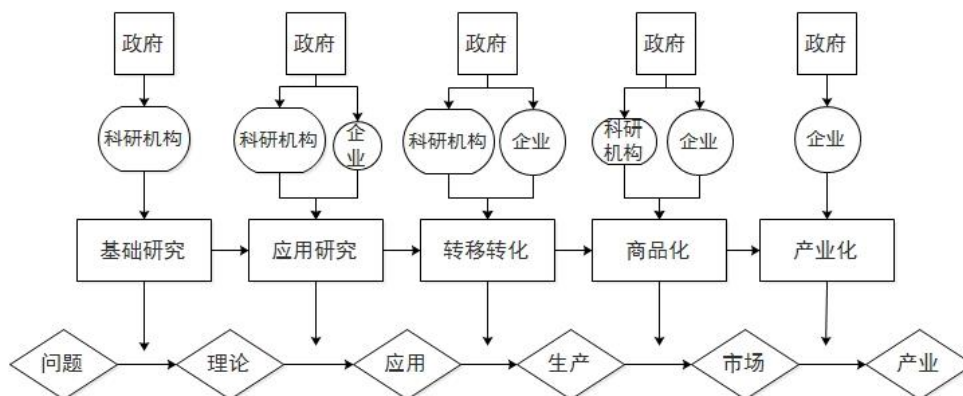 政府
政府
政府
政府
政府
科研机构
科研机构
企
业
科研机构
企业
科研
机构
企业
企业
基础研究
应用研究
转移转化
商品化
产业化
问题
理论
应用
生产
市场
产业